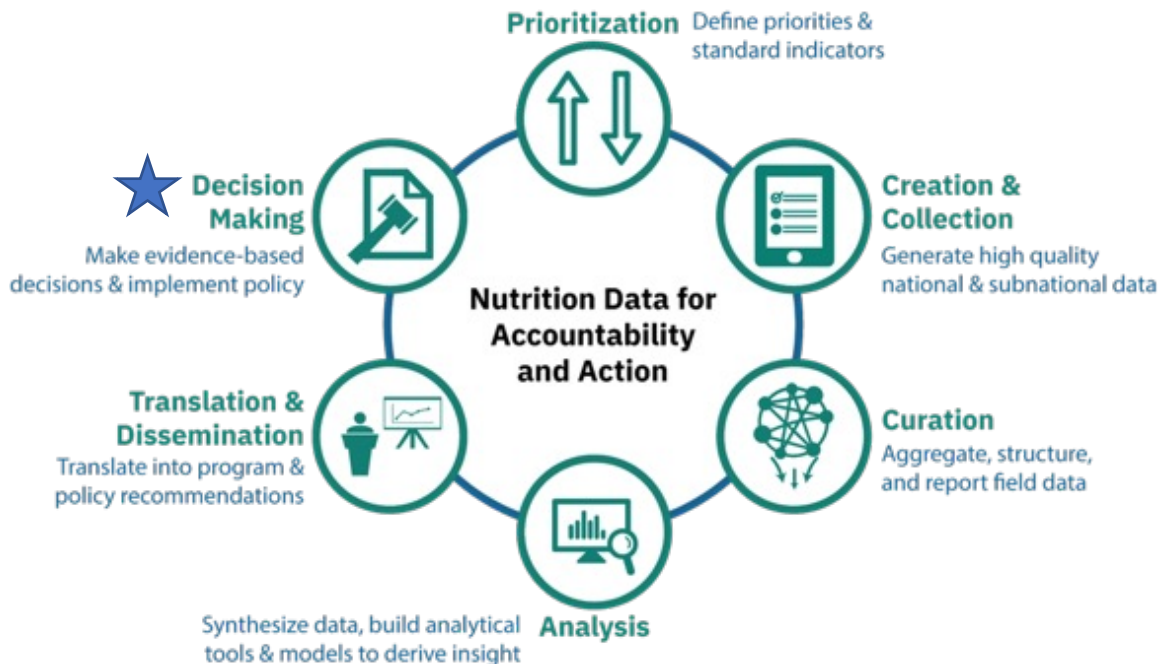 Prioritization
Define priorities &
standard indicators
Creation &
Collection
Generate high quality
national & subnational data
Curation
Aggregate, structure,
and report field data
Analysis
Synthesize data, build analytical
tools & models to derive insight
Translation &
Dissemination
Translate into program &
policy recommendations
Decision
Making
Make evidence-based
decisions & implement policy
Nutrition Data for
Accountability
and Action